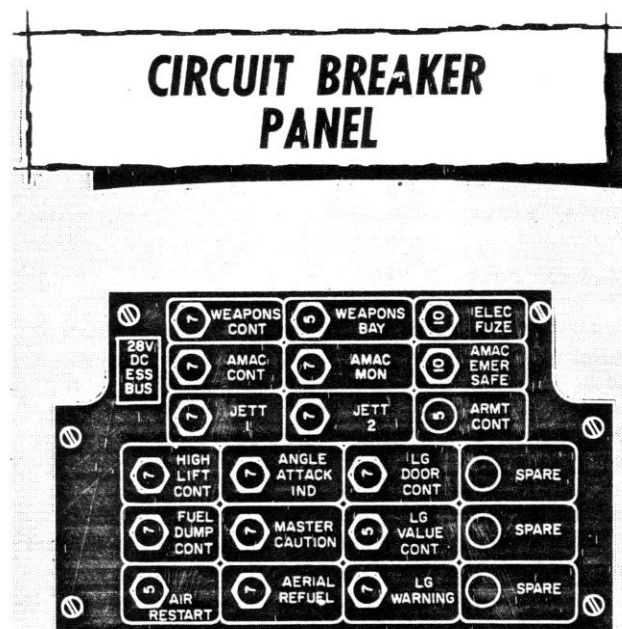 CIRCUIT BREAKER
PANEL
28V
DC
ESS
BUS
7 WEAPONS
CONT
5 WEAPONS
BAY
10 ELEC
FUZE
7 AMAC
CONT
7 AMAC
MON
10 AMAC
EMER
SAFE
7 JETT
1
7 JETT
2
5 ARMT
CONT
7 HIGH
LIFT
CONT
7 ANGLE
ATTACK
IND
7 LG
DOOR
CONT
SPARE
7 FUEL
DUMP
CONT
7 MASTER
CAUTION
5 LG
VALUE
CONT
SPARE
5 AIR
RESTART
7 AERIAL
REFUEL
7 LG
WARNING
SPARE